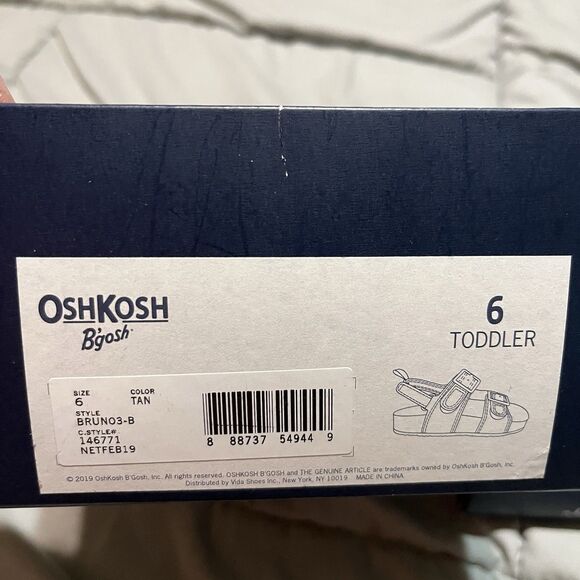 OSHKOSH
B'gosh
6
TODDLER
SIZE COLOR
6 TAN
STYLE
BRUNO3-B
C.STYLE#
146771
NETFEB19
8 88737 54944 9
© 2019 OshKosh B'Gosh, Inc. All rights reserved. OSHKOSH B'GOSH and THE GENUINE ARTICLE are trademarks owned by OshKosh B'Gosh, Inc.
Distributed by Vida Shoes Inc., New York, NY 10019 MADE IN CHINA